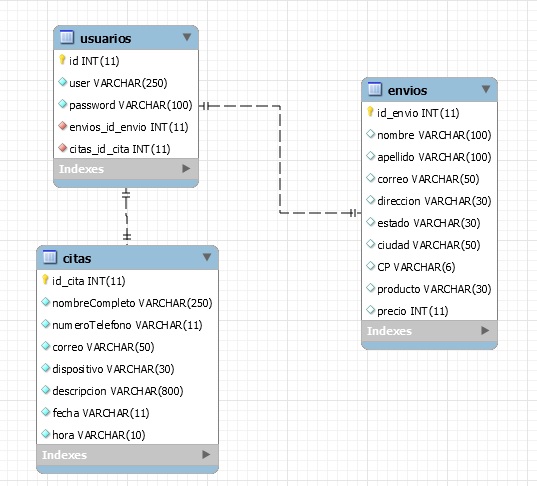 usuarios
id INT(11)
user VARCHAR(250)
password VARCHAR(100)
envios_id_envio INT(11)
citas_id_cita INT(11)
Indexes
envios
id_envio INT(11)
nombre VARCHAR(100)
apellido VARCHAR(100)
correo VARCHAR(50)
direccion VARCHAR(30)
estado VARCHAR(30)
ciudad VARCHAR(50)
CP VARCHAR(6)
producto VARCHAR(30)
precio INT(11)
Indexes
citas
id_cita INT(11)
nombreCompleto VARCHAR(250)
numeroTelefono VARCHAR(11)
correo VARCHAR(50)
dispositivo VARCHAR(30)
descripcion VARCHAR(800)
fecha VARCHAR(11)
hora VARCHAR(10)
Indexes